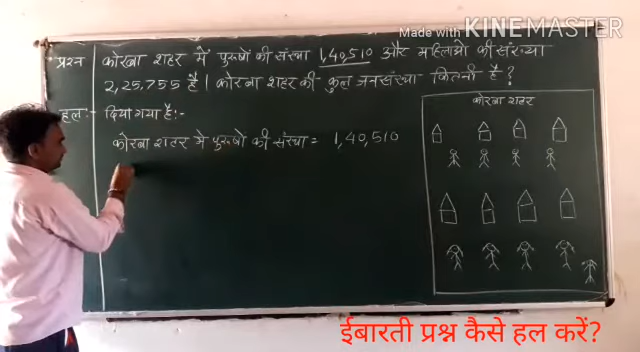 Made with KINEMASTER
प्रश्न कोरबा शहर में पुरुषों की संख्या 1,40,510 और महिलाओ की संख्या
2,25,755 है। कोरबा शहर की कुल जनसंख्या कितनी है?
कोरबा शहर
हल:- दिया गया है:-
कोरबा शहर मे पुरुषो की संख्या = 1,40,510
ईबारती प्रश्न कैसे हल करें?